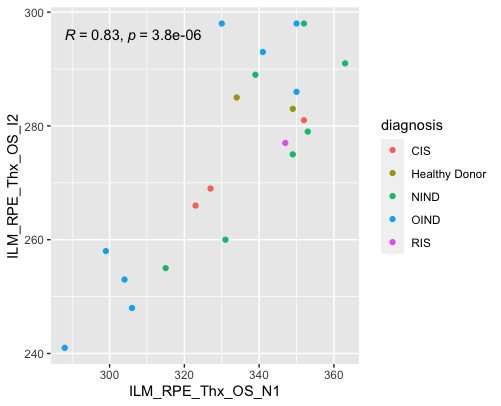 R = 0.83, p = 3.8e-06
300
280
260
240
ILM_RPE_Thx_OS_I2
300
320
340
360
ILM_RPE_Thx_OS_N1
diagnosis
CIS
Healthy Donor
NIND
OIND
RIS